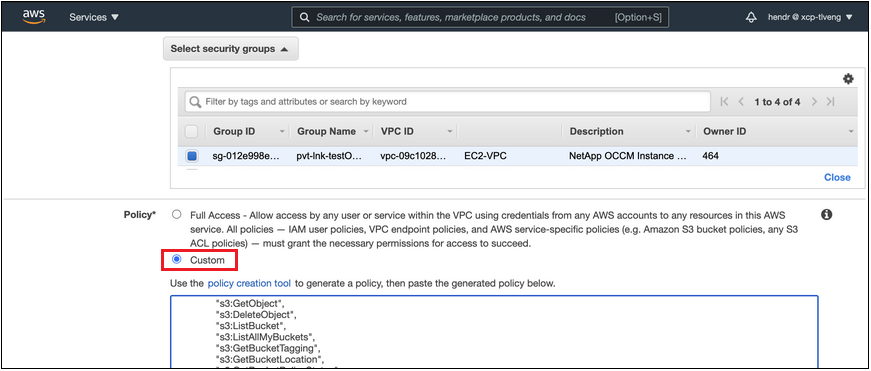 aws Services Search for services, features, marketplace products, and docs [Option+S] hendr @ xcp-tlveng
Select security groups
Filter by tags and attributes or search by keyword 1 to 4 of 4
Group ID Group Name VPC ID Description Owner ID
sg-012e998e... pvt-lnk-testO... vpc-09c1028... EC2-VPC NetApp OCCM Instance ... 464
Close
Policy* Full Access - Allow access by any user or service within the VPC using credentials from any AWS accounts to any resources in this AWS
service. All policies — IAM user policies, VPC endpoint policies, and AWS service-specific policies (e.g. Amazon S3 bucket policies, any S3
ACL policies) — must grant the necessary permissions for access to succeed.
Custom
Use the policy creation tool to generate a policy, then paste the generated policy below.
"s3:GetObject",
"s3:DeleteObject",
"s3:ListBucket",
"s3:ListAllMyBuckets",
"s3:GetBucketTagging",
"s3:GetBucketLocation",